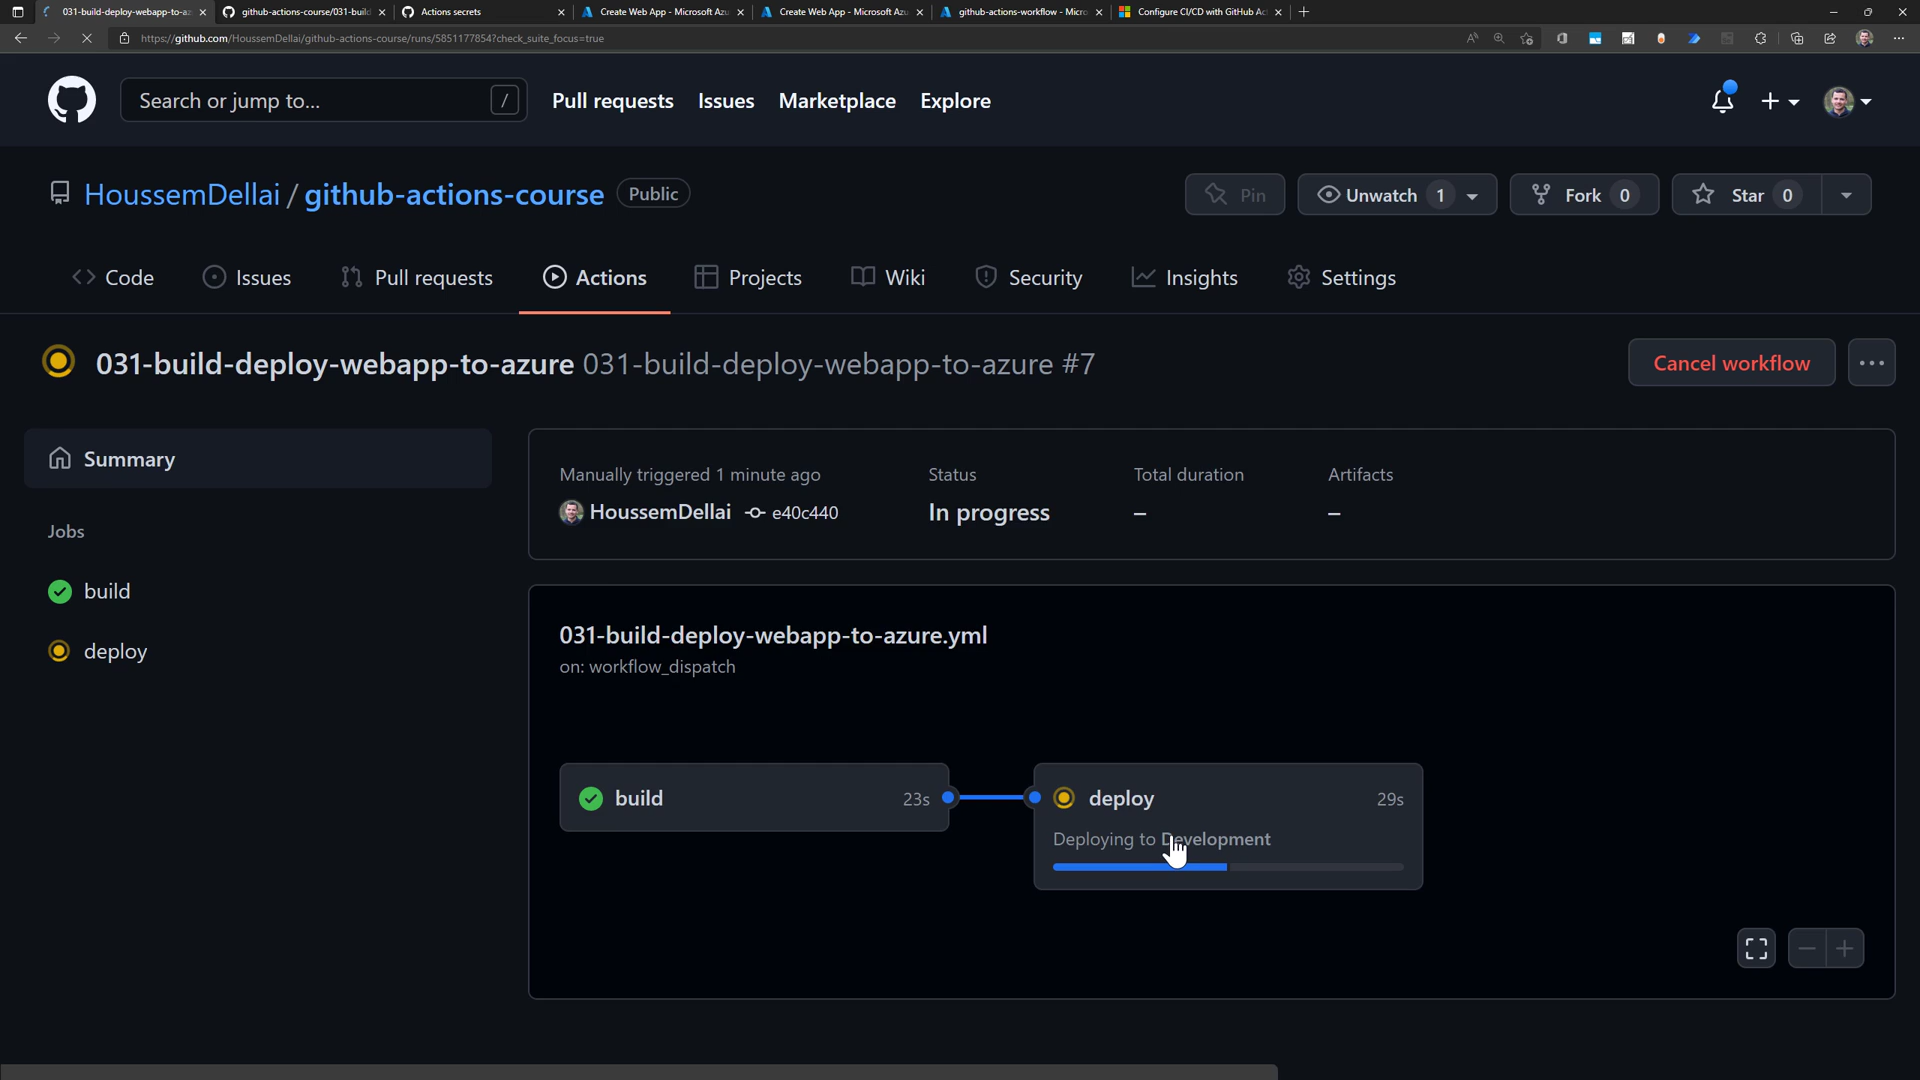 031-build-deploy-webapp-to-az
github-actions-course/031-build
Actions secrets
Create Web App - Microsoft Azu
Create Web App - Microsoft Azu
github-actions-workflow - Micro
Configure CI/CD with GitHub Ac
https://github.com/HoussemDellai/github-actions-course/runs/5851177854?check_suite_focus=true
Search or jump to...
/
Pull requests
Issues
Marketplace
Explore
HoussemDellai / github-actions-course
Public
Pin
Unwatch 1
Fork 0
Star 0
Code
Issues
Pull requests
Actions
Projects
Wiki
Security
Insights
Settings
031-build-deploy-webapp-to-azure 031-build-deploy-webapp-to-azure #7
Cancel workflow
Summary
Jobs
build
deploy
Manually triggered 1 minute ago
HoussemDellai e40c440
Status
In progress
Total duration
–
Artifacts
–
031-build-deploy-webapp-to-azure.yml
on: workflow_dispatch
build 23s
deploy 29s
Deploying to Development